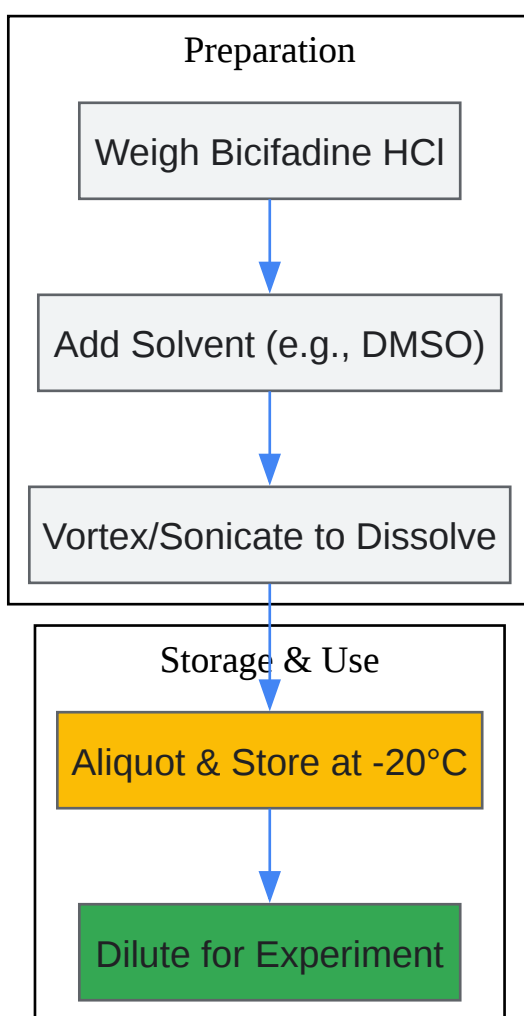 Preparation
Weigh Bicifadine HCl
Add Solvent (e.g., DMSO)
Vortex/Sonicate to Dissolve
Storage & Use
Aliquot & Store at -20°C
Dilute for Experiment